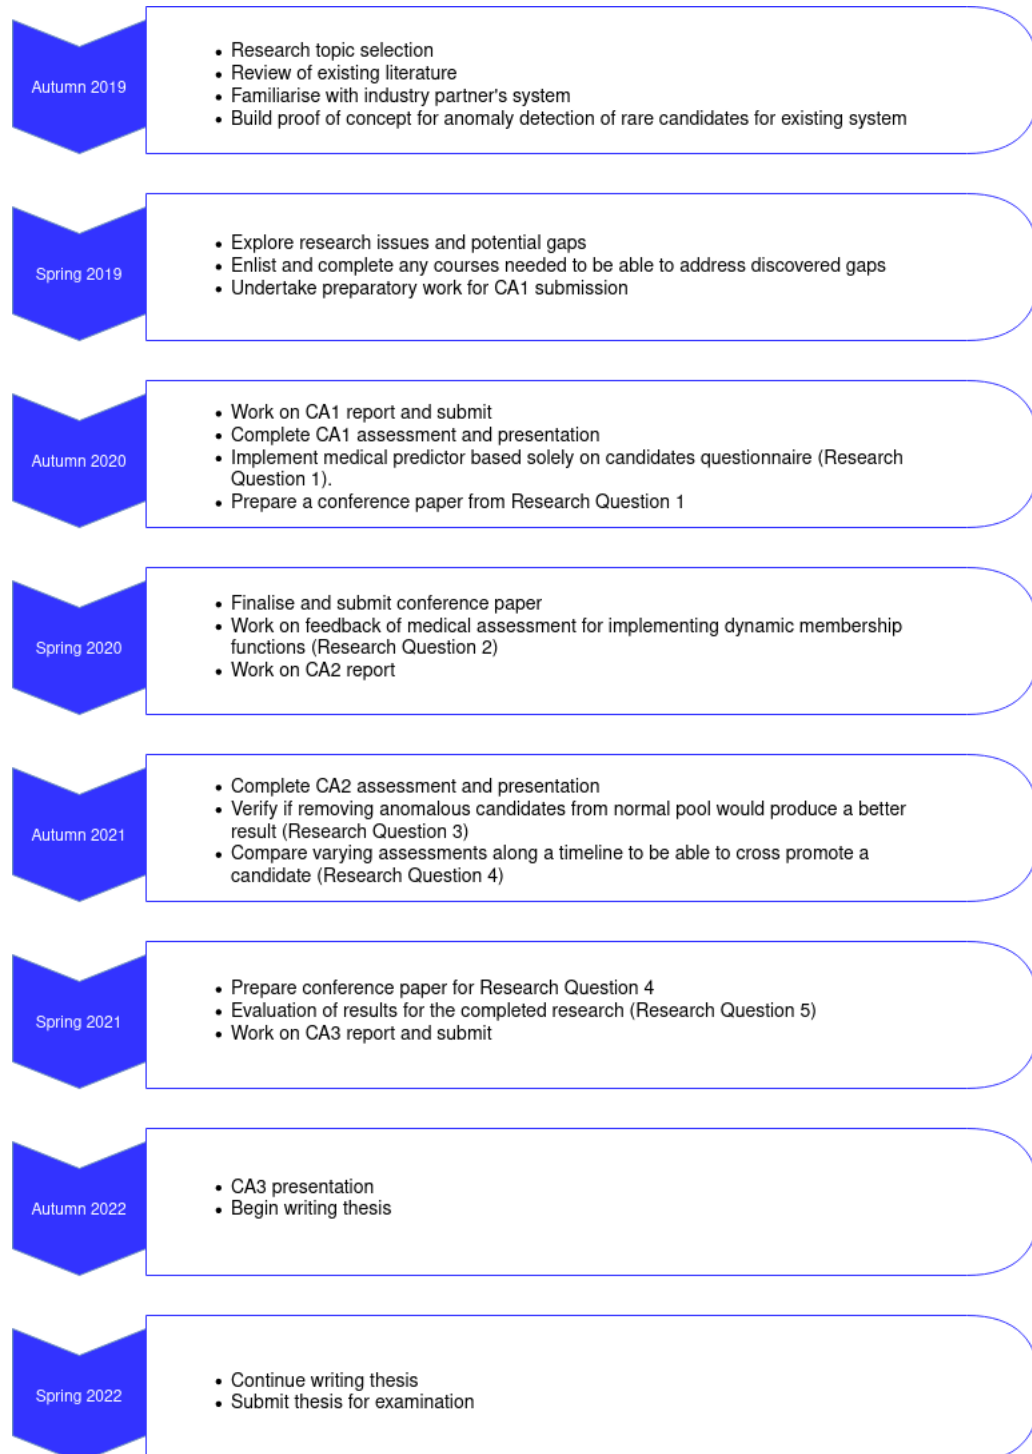 Autumn 2019
• Research topic selection
• Review of existing literature
• Familiarise with industry partner's system
• Build proof of concept for anomaly detection of rare candidates for existing system
Spring 2019
• Explore research issues and potential gaps
• Enlist and complete any courses needed to be able to address discovered gaps
• Undertake preparatory work for CA1 submission
Autumn 2020
• Work on CA1 report and submit
• Complete CA1 assessment and presentation
• Implement medical predictor based solely on candidates questionnaire (Research
Question 1).
• Prepare a conference paper from Research Question 1
Spring 2020
• Finalise and submit conference paper
• Work on feedback of medical assessment for implementing dynamic membership
functions (Research Question 2)
• Work on CA2 report
Autumn 2021
• Complete CA2 assessment and presentation
• Verify if removing anomalous candidates from normal pool would produce a better
result (Research Question 3)
• Compare varying assessments along a timeline to be able to cross promote a
candidate (Research Question 4)
Spring 2021
• Prepare conference paper for Research Question 4
• Evaluation of results for the completed research (Research Question 5)
• Work on CA3 report and submit
Autumn 2022
• CA3 presentation
• Begin writing thesis
Spring 2022
• Continue writing thesis
• Submit thesis for examination